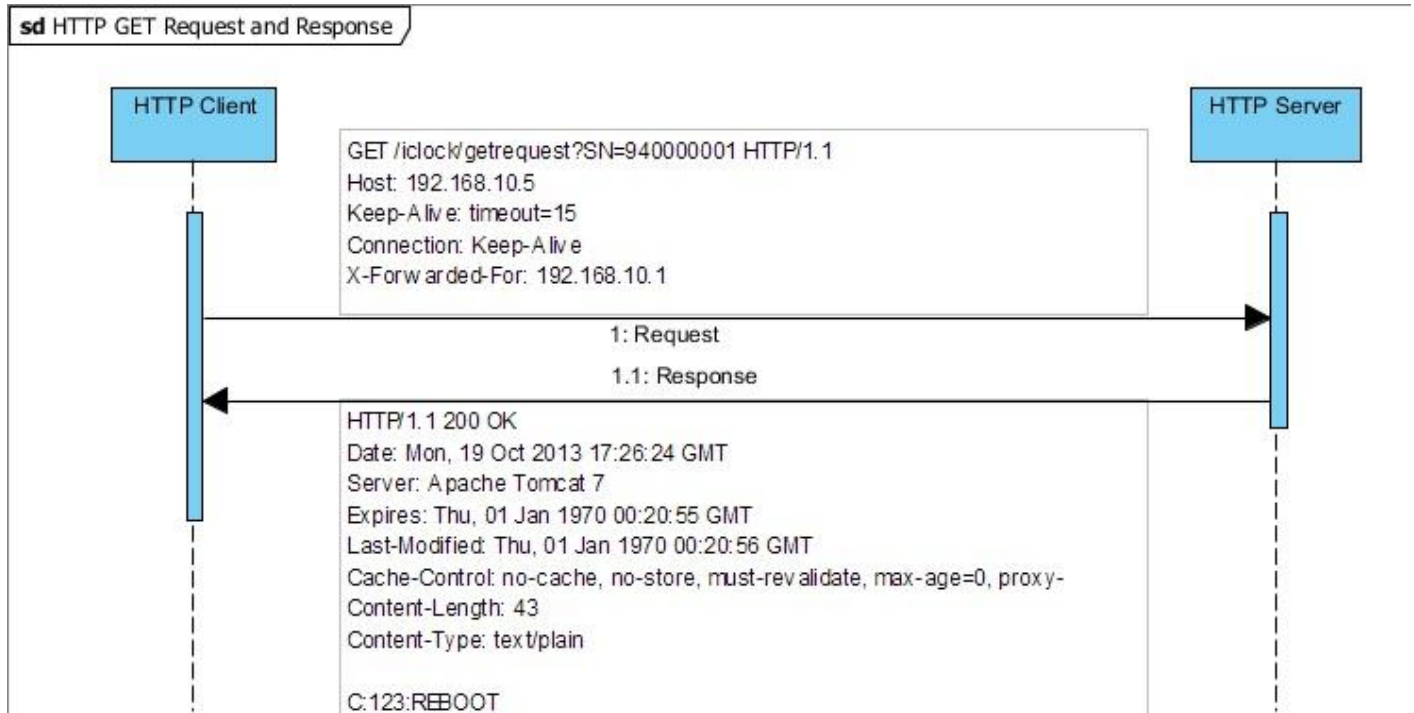 sd HTTP GET Request and Response
HTTP Client
HTTP Server
GET /iclock/getrequest?SN=940000001 HTTP/1.1
Host: 192.168.10.5
Keep-Alive: timeout=15
Connection: Keep-Alive
X-Forwarded-For: 192.168.10.1
1: Request
1.1: Response
HTTP/1.1 200 OK
Date: Mon, 19 Oct 2013 17:26:24 GMT
Server: Apache Tomcat 7
Expires: Thu, 01 Jan 1970 00:20:55 GMT
Last-Modified: Thu, 01 Jan 1970 00:20:56 GMT
Cache-Control: no-cache, no-store, must-revalidate, max-age=0, proxy-
Content-Length: 43
Content-Type: text/plain
C:123:REBOOT